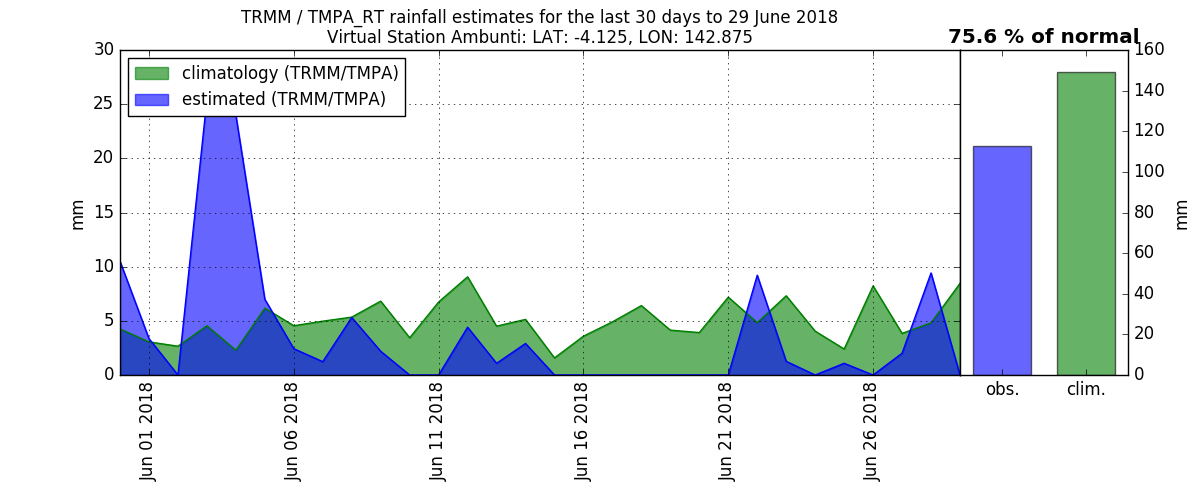 TRMM / TMPA_RT rainfall estimates for the last 30 days to 29 June 2018
Virtual Station Ambunti: LAT: -4.125, LON: 142.875
75.6 % of normal
climatology (TRMM/TMPA)
estimated (TRMM/TMPA)
30
25
20
15
10
5
0
mm
Jun 01 2018
Jun 06 2018
Jun 11 2018
Jun 16 2018
Jun 21 2018
Jun 26 2018
obs.
clim.
160
140
120
100
80
60
40
20
0
mm